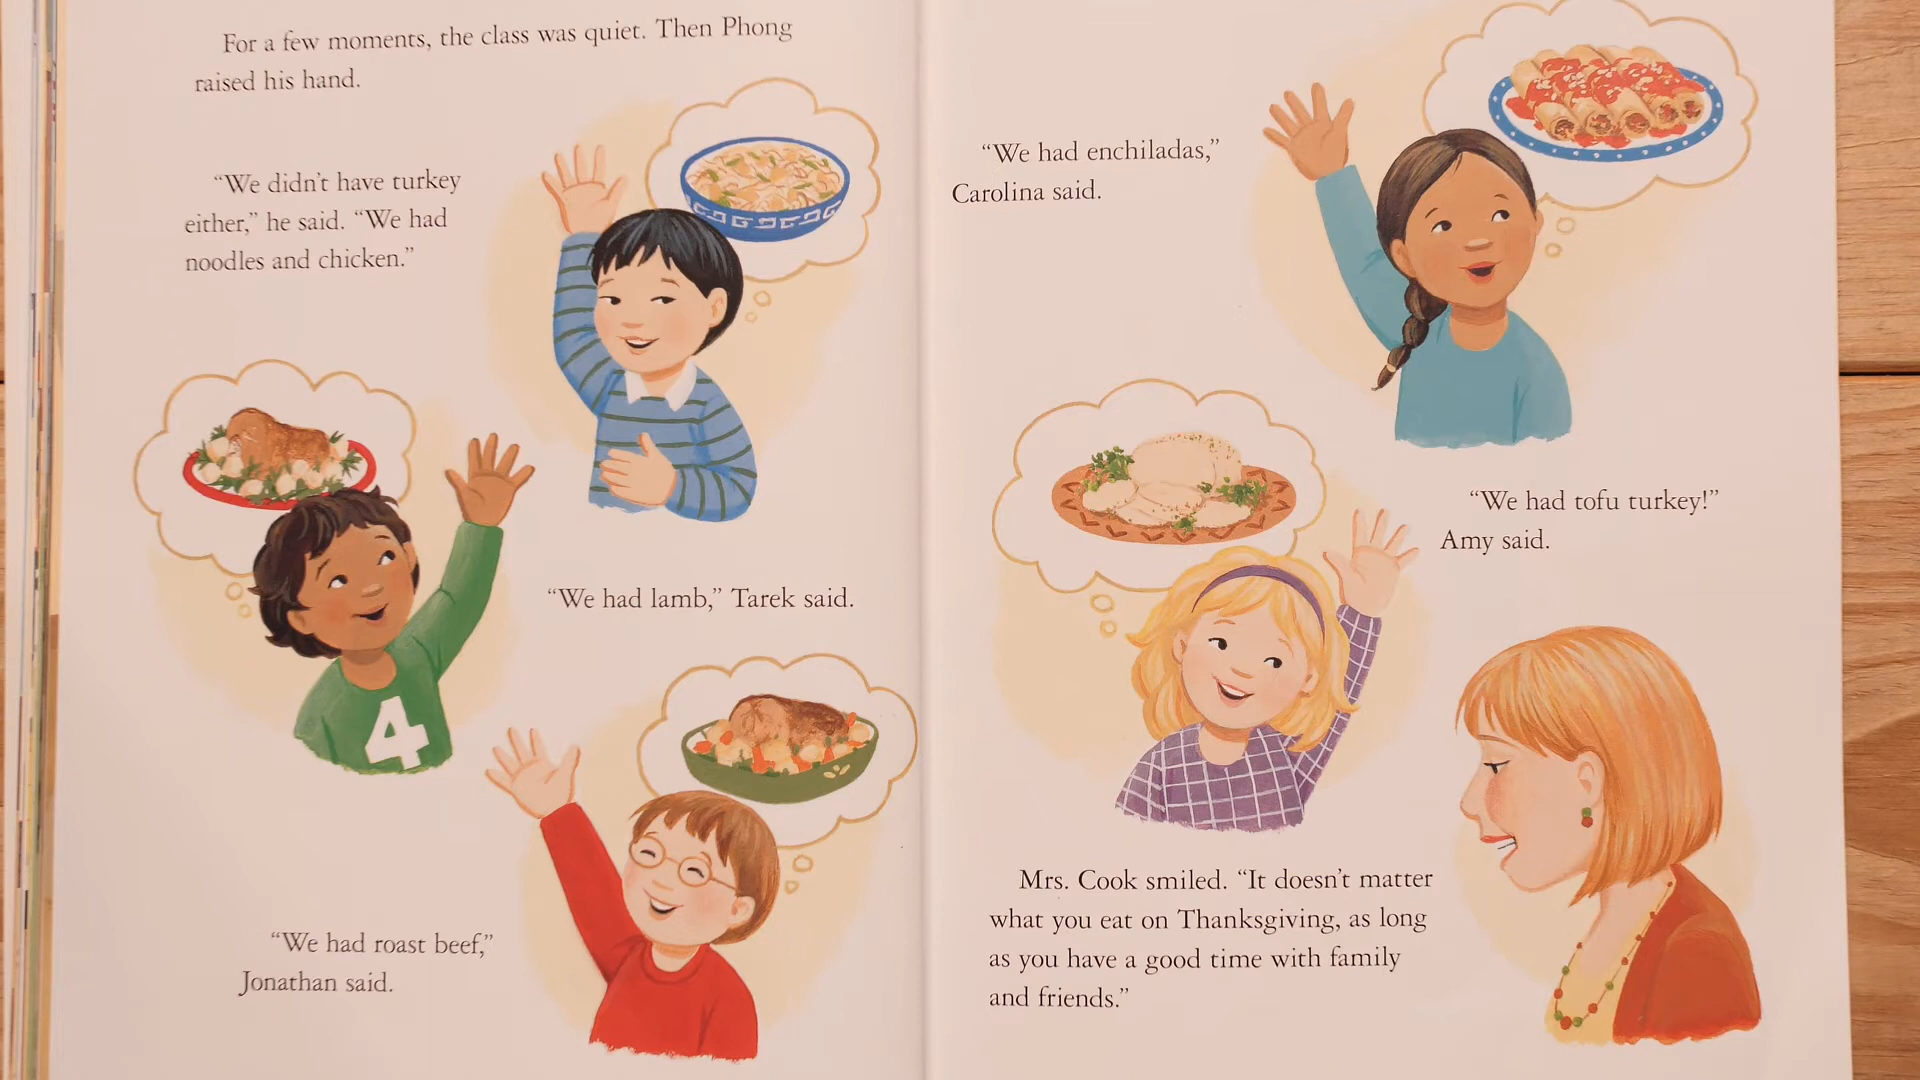 For a few moments, the class was quiet. Then Phong
raised his hand.
“We didn’t have turkey
either,” he said. “We had
noodles and chicken.”
“We had lamb,” Tarek said.
4
“We had roast beef,”
Jonathan said.
“We had enchiladas,”
Carolina said.
“We had tofu turkey!”
Amy said.
Mrs. Cook smiled. “It doesn’t matter
what you eat on Thanksgiving, as long
as you have a good time with family
and friends.”